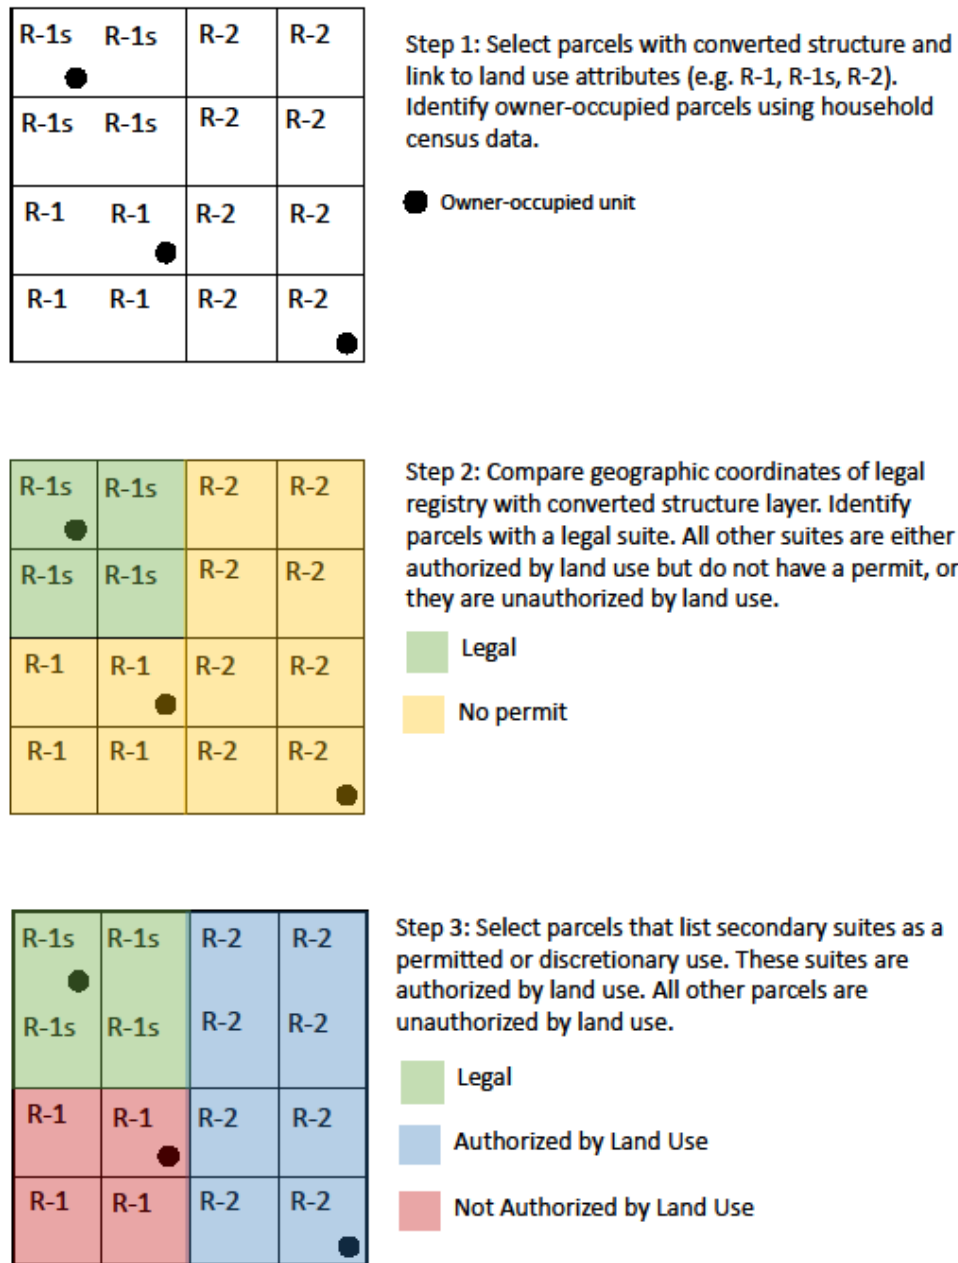 R-1s R-1s R-2 R-2
R-1s R-1s R-2 R-2
R-1 R-1 R-2 R-2
R-1 R-1 R-2 R-2
Step 1: Select parcels with converted structure and
link to land use attributes (e.g. R-1, R-1s, R-2).
Identify owner-occupied parcels using household
census data.
Owner-occupied unit
R-1s R-1s R-2 R-2
R-1s R-1s R-2 R-2
R-1 R-1 R-2 R-2
R-1 R-1 R-2 R-2
Step 2: Compare geographic coordinates of legal
registry with converted structure layer. Identify
parcels with a legal suite. All other suites are either
authorized by land use but do not have a permit, or
they are unauthorized by land use.
Legal
No permit
R-1s R-1s R-2 R-2
R-1s R-1s R-2 R-2
R-1 R-1 R-2 R-2
R-1 R-1 R-2 R-2
Step 3: Select parcels that list secondary suites as a
permitted or discretionary use. These suites are
authorized by land use. All other parcels are
unauthorized by land use.
Legal
Authorized by Land Use
Not Authorized by Land Use